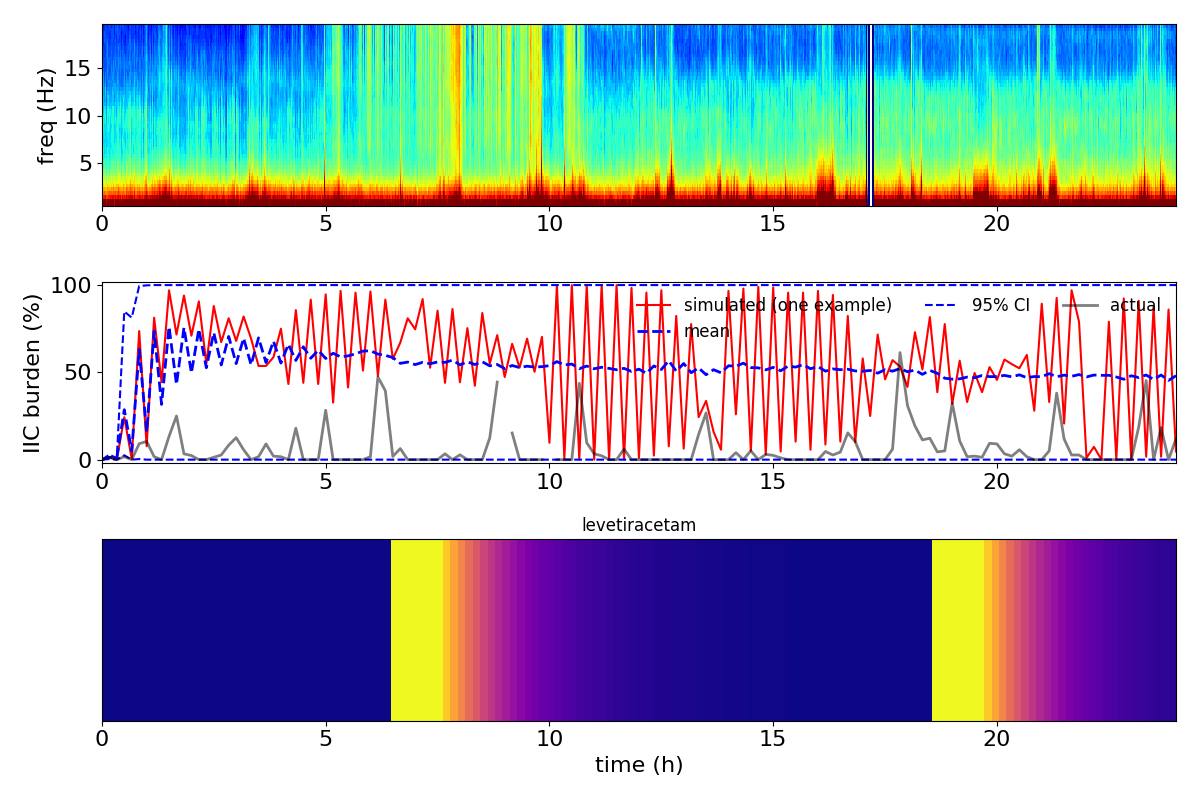 freq (Hz)
15
10
5
0 5 10 15 20
IIC burden (%)
100
50
0
simulated (one example) 95% CI actual
mean
0 5 10 15 20
levetiracetam
0 5 10 15 20
time (h)